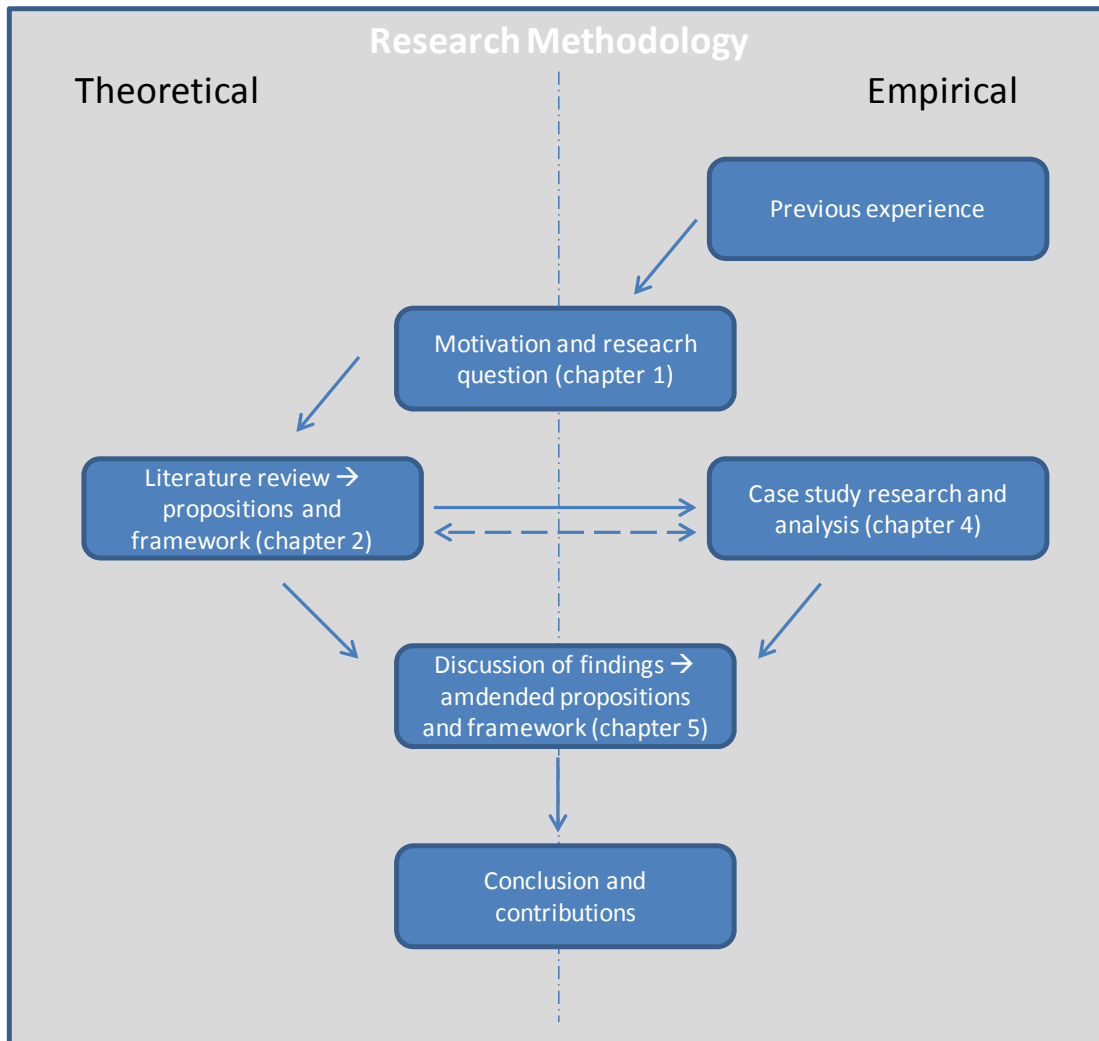 Research Methodology
Theoretical
Empirical
Previous experience
Motivation and reseacrh
question (chapter 1)
Literature review →
propositions and
framework (chapter 2)
Case study research and
analysis (chapter 4)
Discussion of findings →
amdended propositions
and framework (chapter 5)
Conclusion and
contributions